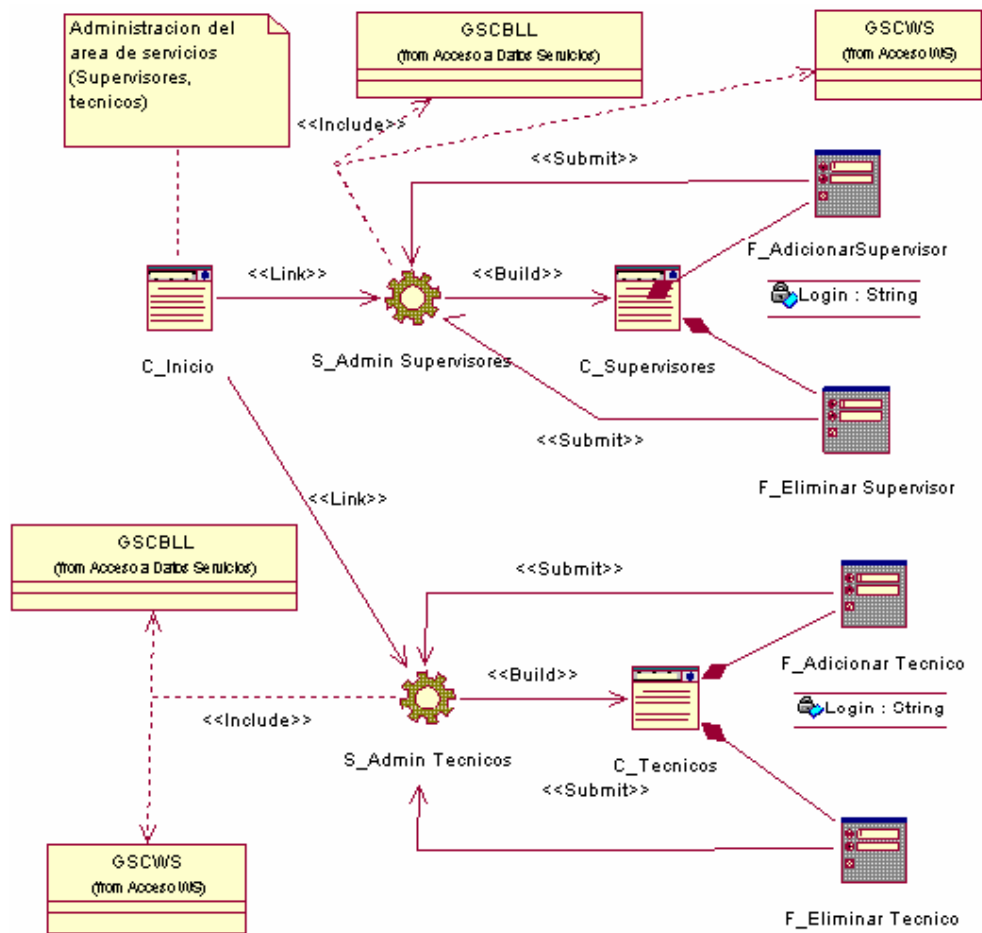 Administracion del
area de servicios
(Supervisores,
tecnicos)
GSCBLL
(from Acceso a Datos Servicios)
GSCWS
(from Acceso WS)
<<Include>>
<<Submit>>
F_AdicionarSupervisor
<<Link>>
<<Build>>
Login : String
C_Inicio
S_Admin Supervisores
C_Supervisores
<<Submit>>
F_Eliminar Supervisor
<<Link>>
GSCBLL
(from Acceso a Datos Servicios)
<<Submit>>
F_Adicionar Tecnico
<<Build>>
<<Include>>
Login : String
S_Admin Tecnicos
C_Tecnicos
<<Submit>>
GSCWS
(from Acceso WS)
F_Eliminar Tecnico